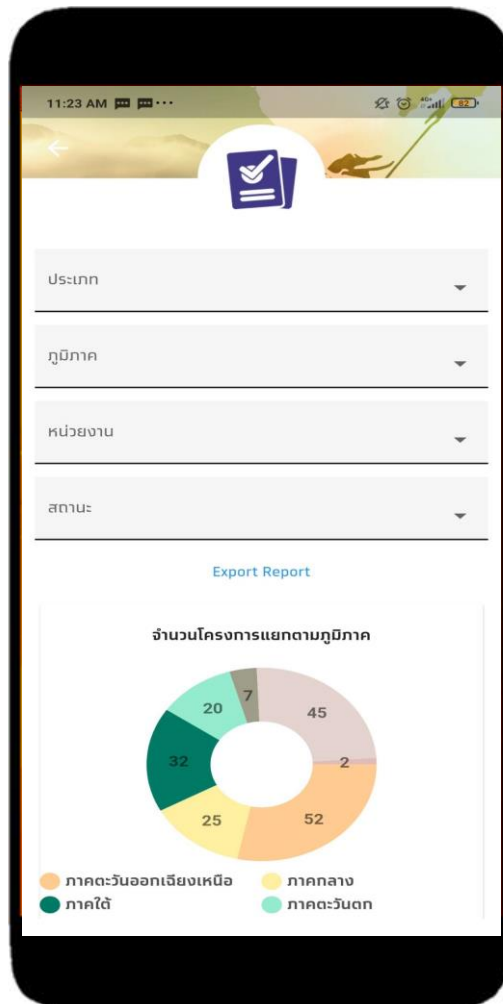 11:23 AM
4G+
82
ประเภท
ภูมิภาค
หน่วยงาน
สถานะ
Export Report
จำนวนโครงการแยกตามภูมิภาค
7
20
45
32
2
25
52
ภาคตะวันออกเฉียงเหนือ ภาคกลาง
ภาคใต้ ภาคตะวันตก